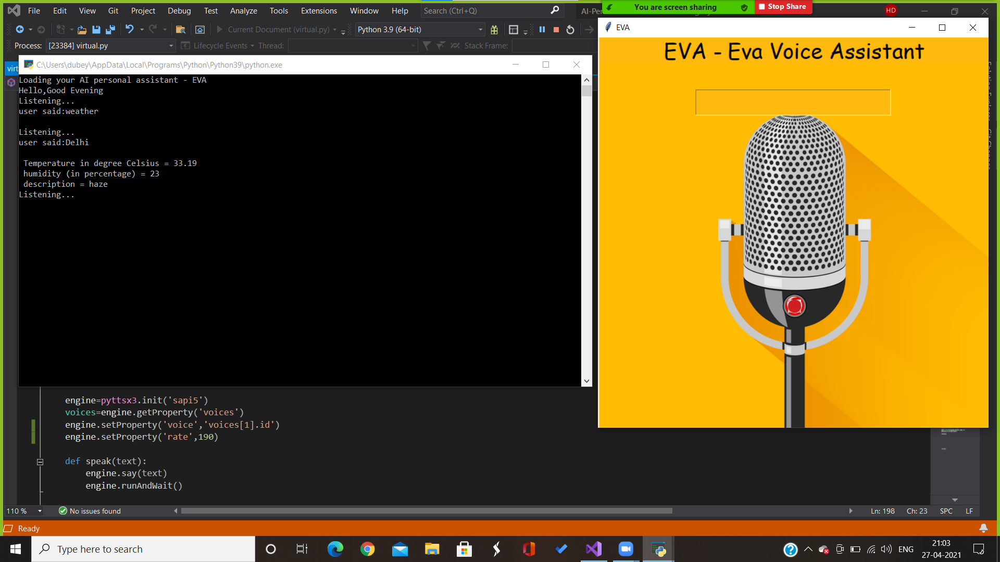 File Edit View Git Project Debug Test Analyze Tools Extensions Window Help Search (Ctrl+Q)
You are screen sharing Stop Share
HD
Current Document (virtual.py) Python 3.9 (64-bit)
Process: [23384] virtual.py Lifecycle Events Thread: Stack Frame:
C:\Users\dubey\AppData\Local\Programs\Python\Python39\python.exe
Loading your AI personal assistant - EVA
Hello,Good Evening
Listening...
user said:weather
Listening...
user said:Delhi
Temperature in degree Celsius = 33.19
humidity (in percentage) = 23
description = haze
Listening...
EVA
EVA - Eva Voice Assistant
engine=pyttsx3.init('sapi5')
voices=engine.getProperty('voices')
engine.setProperty('voice','voices[1].id')
engine.setProperty('rate',190)
def speak(text):
engine.say(text)
engine.runAndWait()
110 % No issues found Ln: 198 Ch: 23 SPC LF
Ready
Type here to search
ENG
21:03
27-04-2021